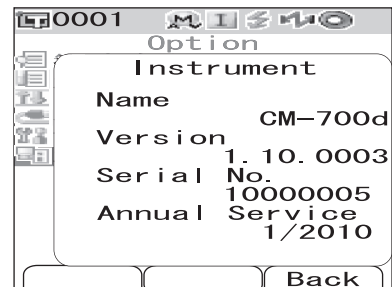 0001 M I
Option
Instrument
Name
CM-700d
Version
1.10.0003
Serial No.
10000005
Annual Service
1/2010
Back